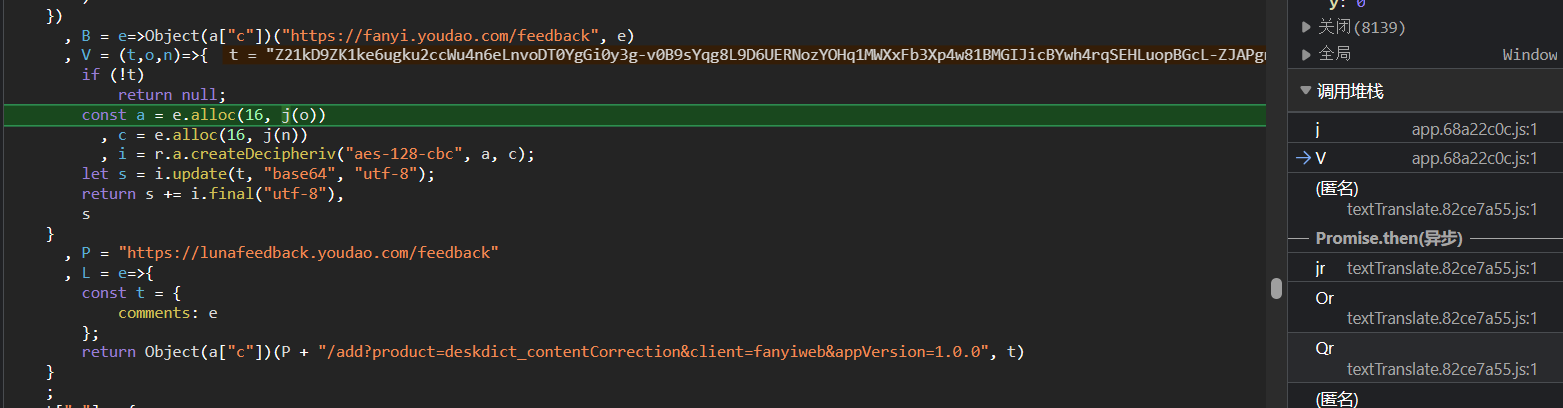 })
, B = e=>Object(a["c"])("https://fanyi.youdao.com/feedback", e)
, V = (t,o,n)=>{ t = "Z21kD9ZK1ke6ugku2ccWu4n6eLnvoDT0YgGi0y3g-v0B9sYqg8L9D6UERNozYOHq1MWXxFb3Xp4w81BMGIJicBYwh4rqSEHLuopBGcL-ZJAPg
if (!t)
return null;
const a = e.alloc(16, j(o))
, c = e.alloc(16, j(n))
, i = r.a.createDecipheriv("aes-128-cbc", a, c);
let s = i.update(t, "base64", "utf-8");
return s += i.final("utf-8"),
s
}
, P = "https://lunafeedback.youdao.com/feedback"
, L = e=>{
const t = {
comments: e
};
return Object(a["c"])(P + "/add?product=deskdict_contentCorrection&client=fanyiweb&appVersion=1.0.0", t)
}
;
y: 0
关闭(8139)
全局 Window
调用堆栈
j app.68a22c0c.js:1
V app.68a22c0c.js:1
(匿名)
textTranslate.82ce7a55.js:1
Promise.then(异步)
jr textTranslate.82ce7a55.js:1
Or
textTranslate.82ce7a55.js:1
Qr
textTranslate.82ce7a55.js:1
(匿名)